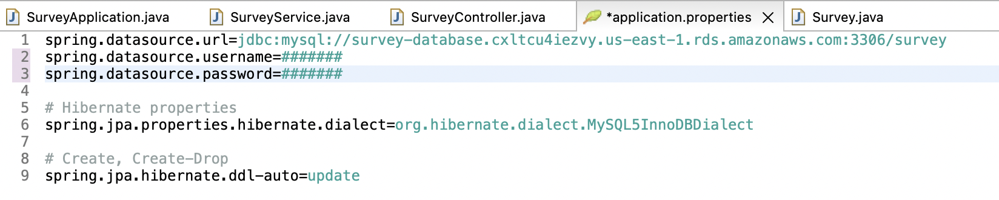 SurveyApplication.java SurveyService.java SurveyController.java *application.properties Survey.java
1 spring.datasource.url=jdbc:mysql://survey-database.cxltcu4iezvy.us-east-1.rds.amazonaws.com:3306/survey
2 spring.datasource.username=#######
3 spring.datasource.password=#######
4
5 # Hibernate properties
6 spring.jpa.properties.hibernate.dialect=org.hibernate.dialect.MySQL5InnoDBDialect
7
8 # Create, Create-Drop
9 spring.jpa.hibernate.ddl-auto=update